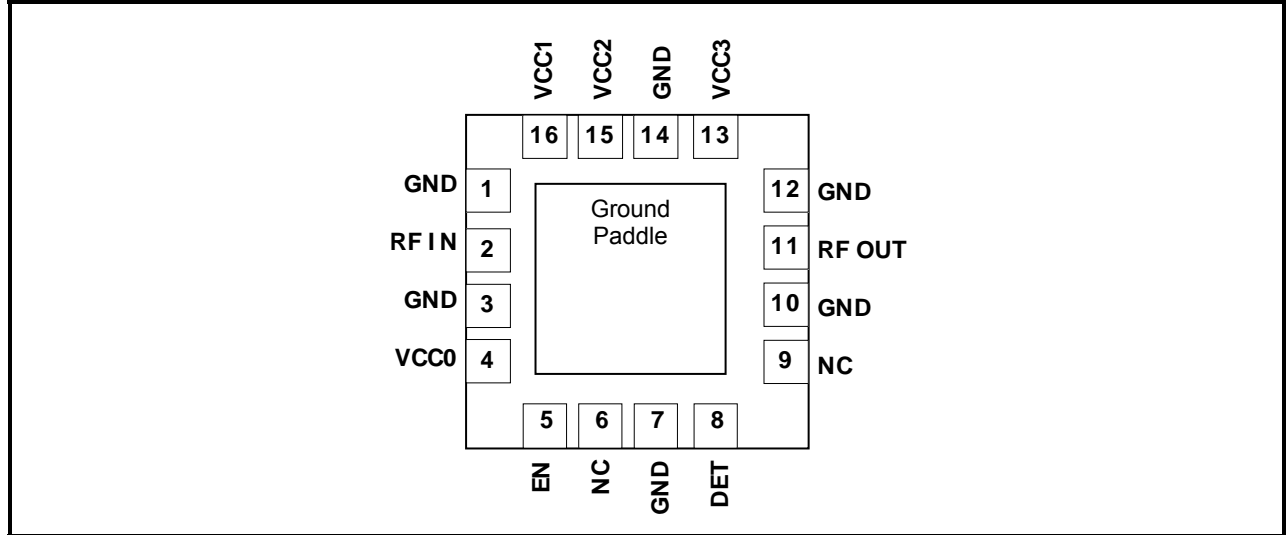 VCC1 VCC2 GND VCC3
16 15 14 13
GND 1
RF IN 2
GND 3
VCC0 4
Ground
Paddle
12 GND
11 RF OUT
10 GND
9 NC
5 6 7 8
EN NC GND DET